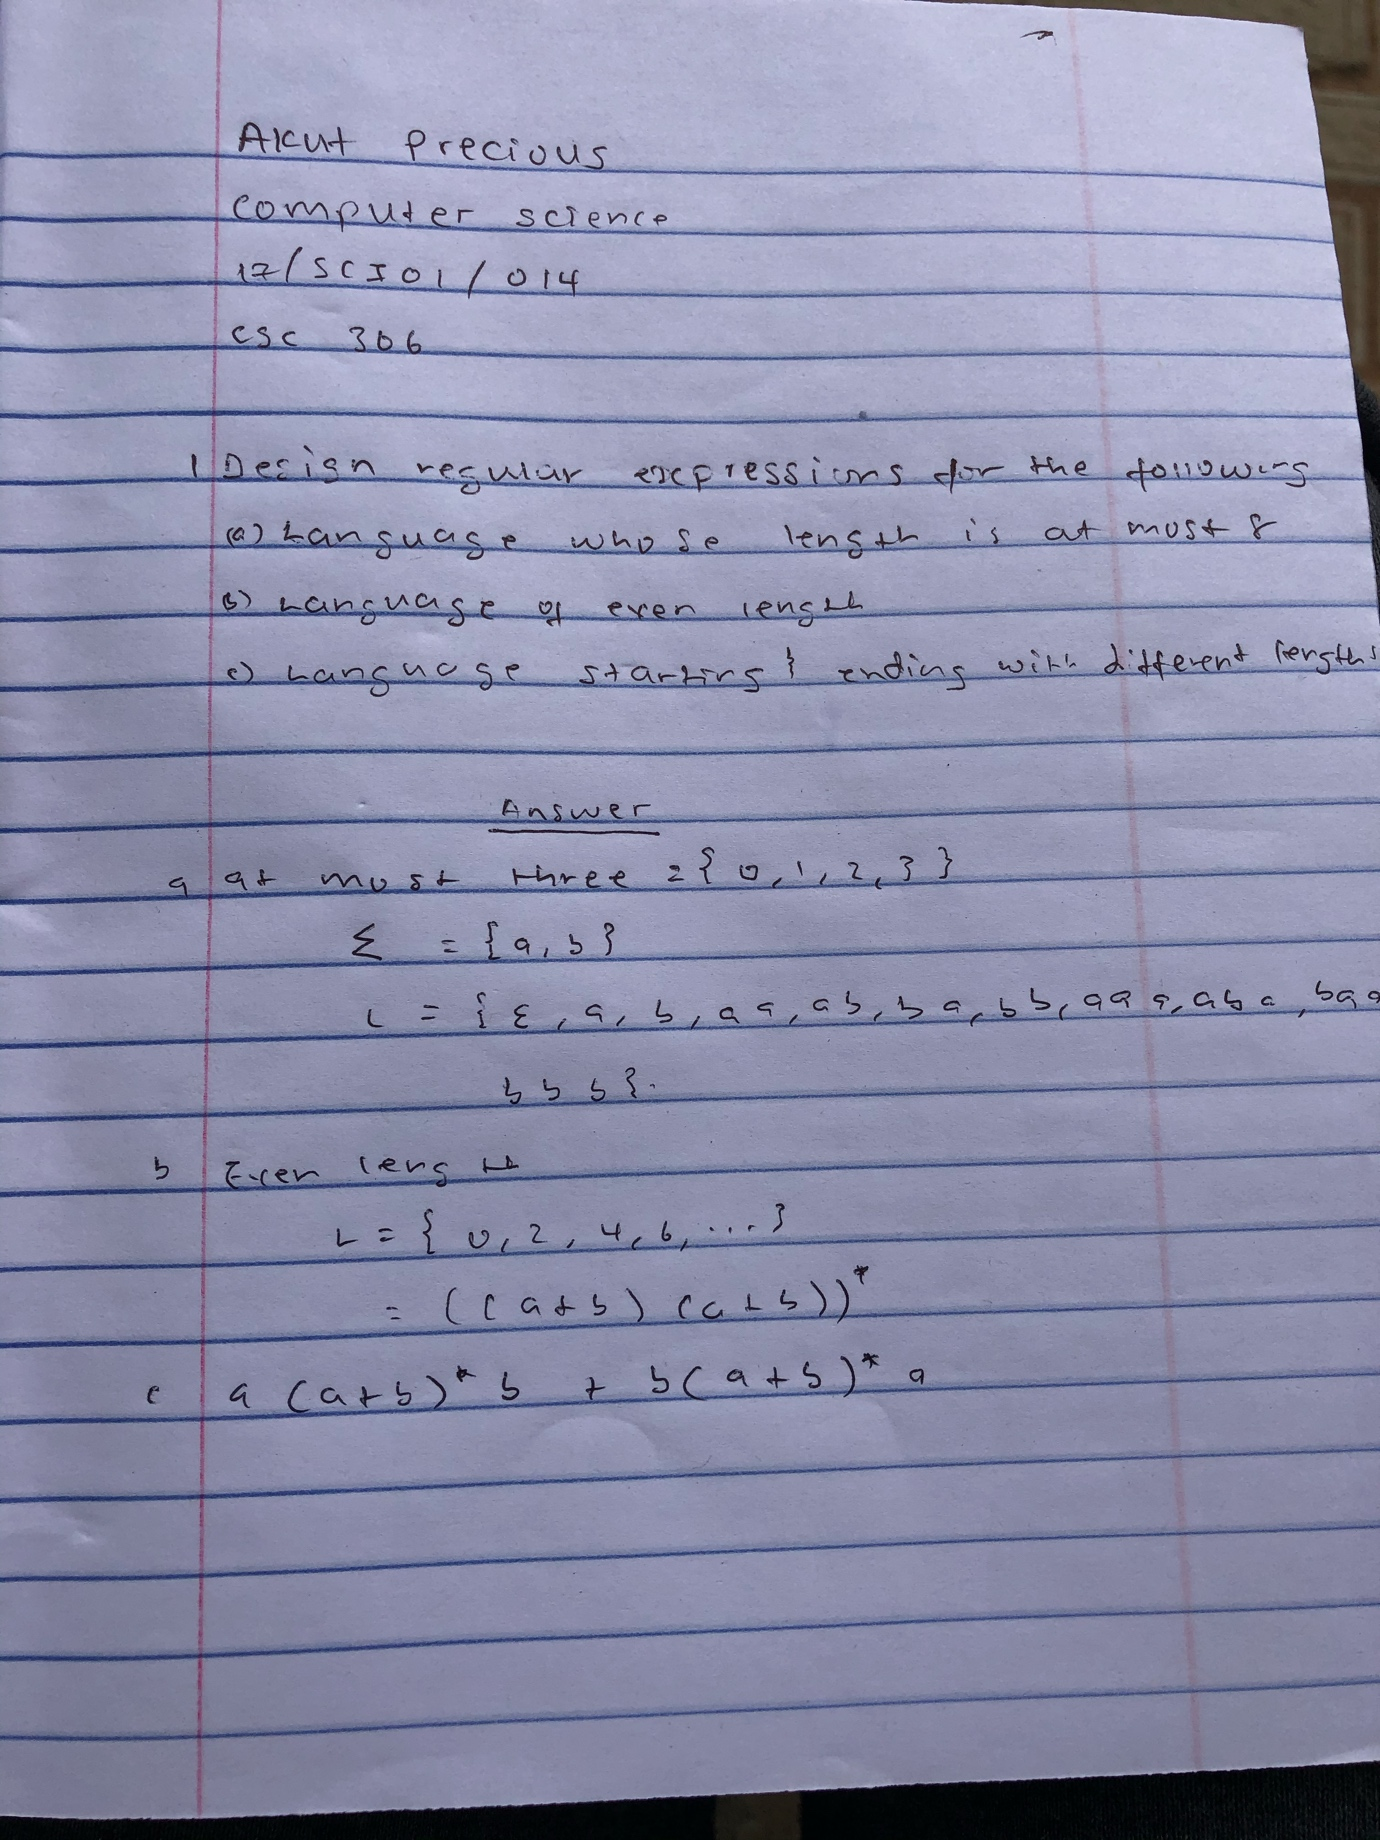 Akut Precious
computer science
17/SCI01/014
CSC 306
1 Design regular expressions for the following
(a) Language whose length is at most 8
b) Language of even length
c) Language starting & ending with different lengths
Answer
a at most three = { 0, 1, 2, 3 }
Σ = { a, b }
L = { ε, a, b, aa, ab, ba, bb, aaa, aba, baa
bbb }.
b Even length
L = { 0, 2, 4, 6, ... }
= ((a+b) (a+b))*
c a (a+b)* b + b(a+b)* a